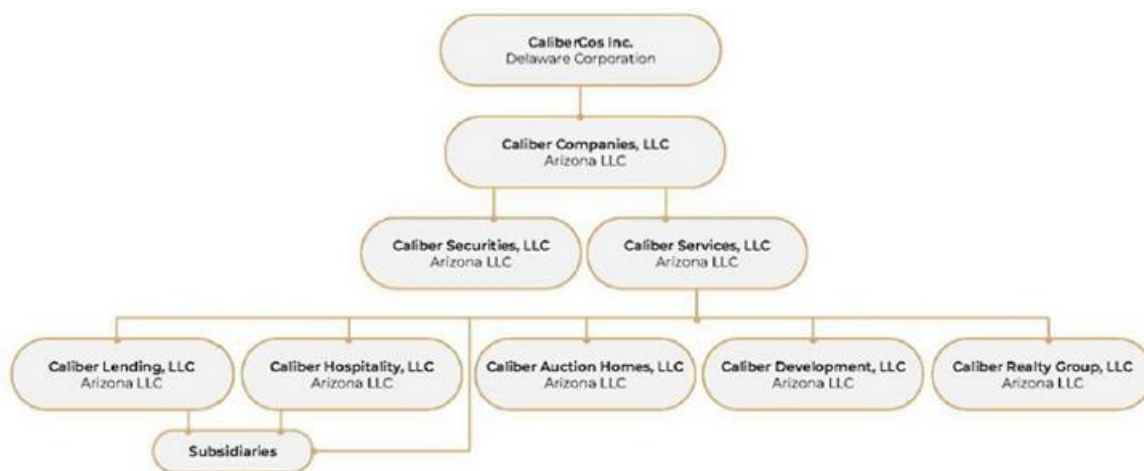 CaliberCos Inc.
Delaware Corporation
Caliber Companies, LLC
Arizona LLC
Caliber Securities, LLC
Arizona LLC
Caliber Services, LLC
Arizona LLC
Caliber Lending, LLC
Arizona LLC
Caliber Hospitality, LLC
Arizona LLC
Caliber Auction Homes, LLC
Arizona LLC
Caliber Development, LLC
Arizona LLC
Caliber Realty Group, LLC
Arizona LLC
Subsidiaries